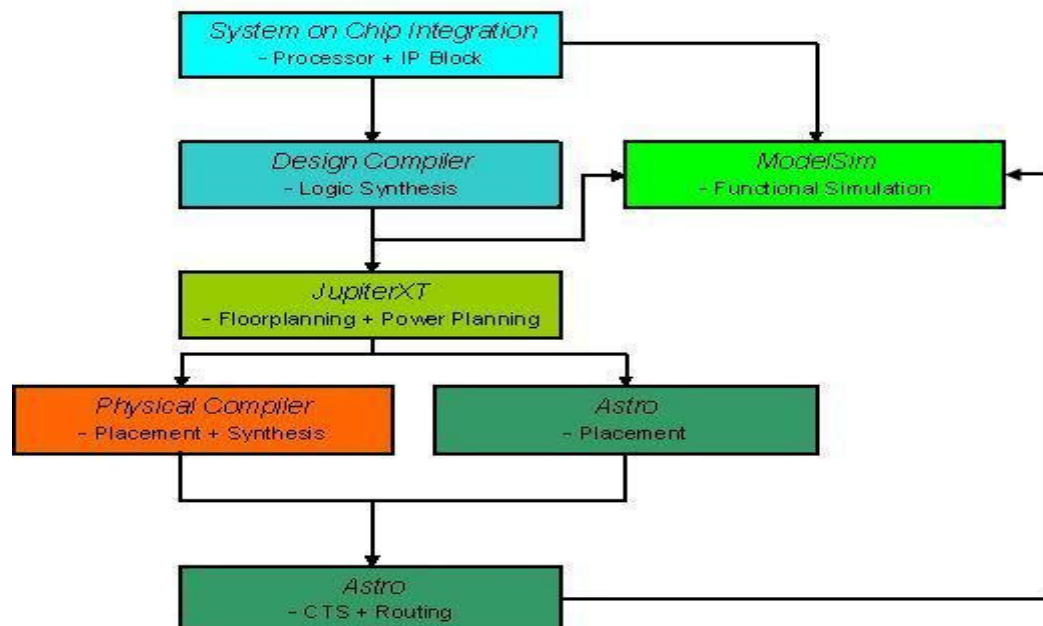 System on Chip Integration
- Processor + IP Block
Design Compiler
- Logic Synthesis
ModelSim
- Functional Simulation
JupiterXT
- Floorplanning + Power Planning
Physical Compiler
- Placement + Synthesis
Astro
- Placement
Astro
- CTS + Routing